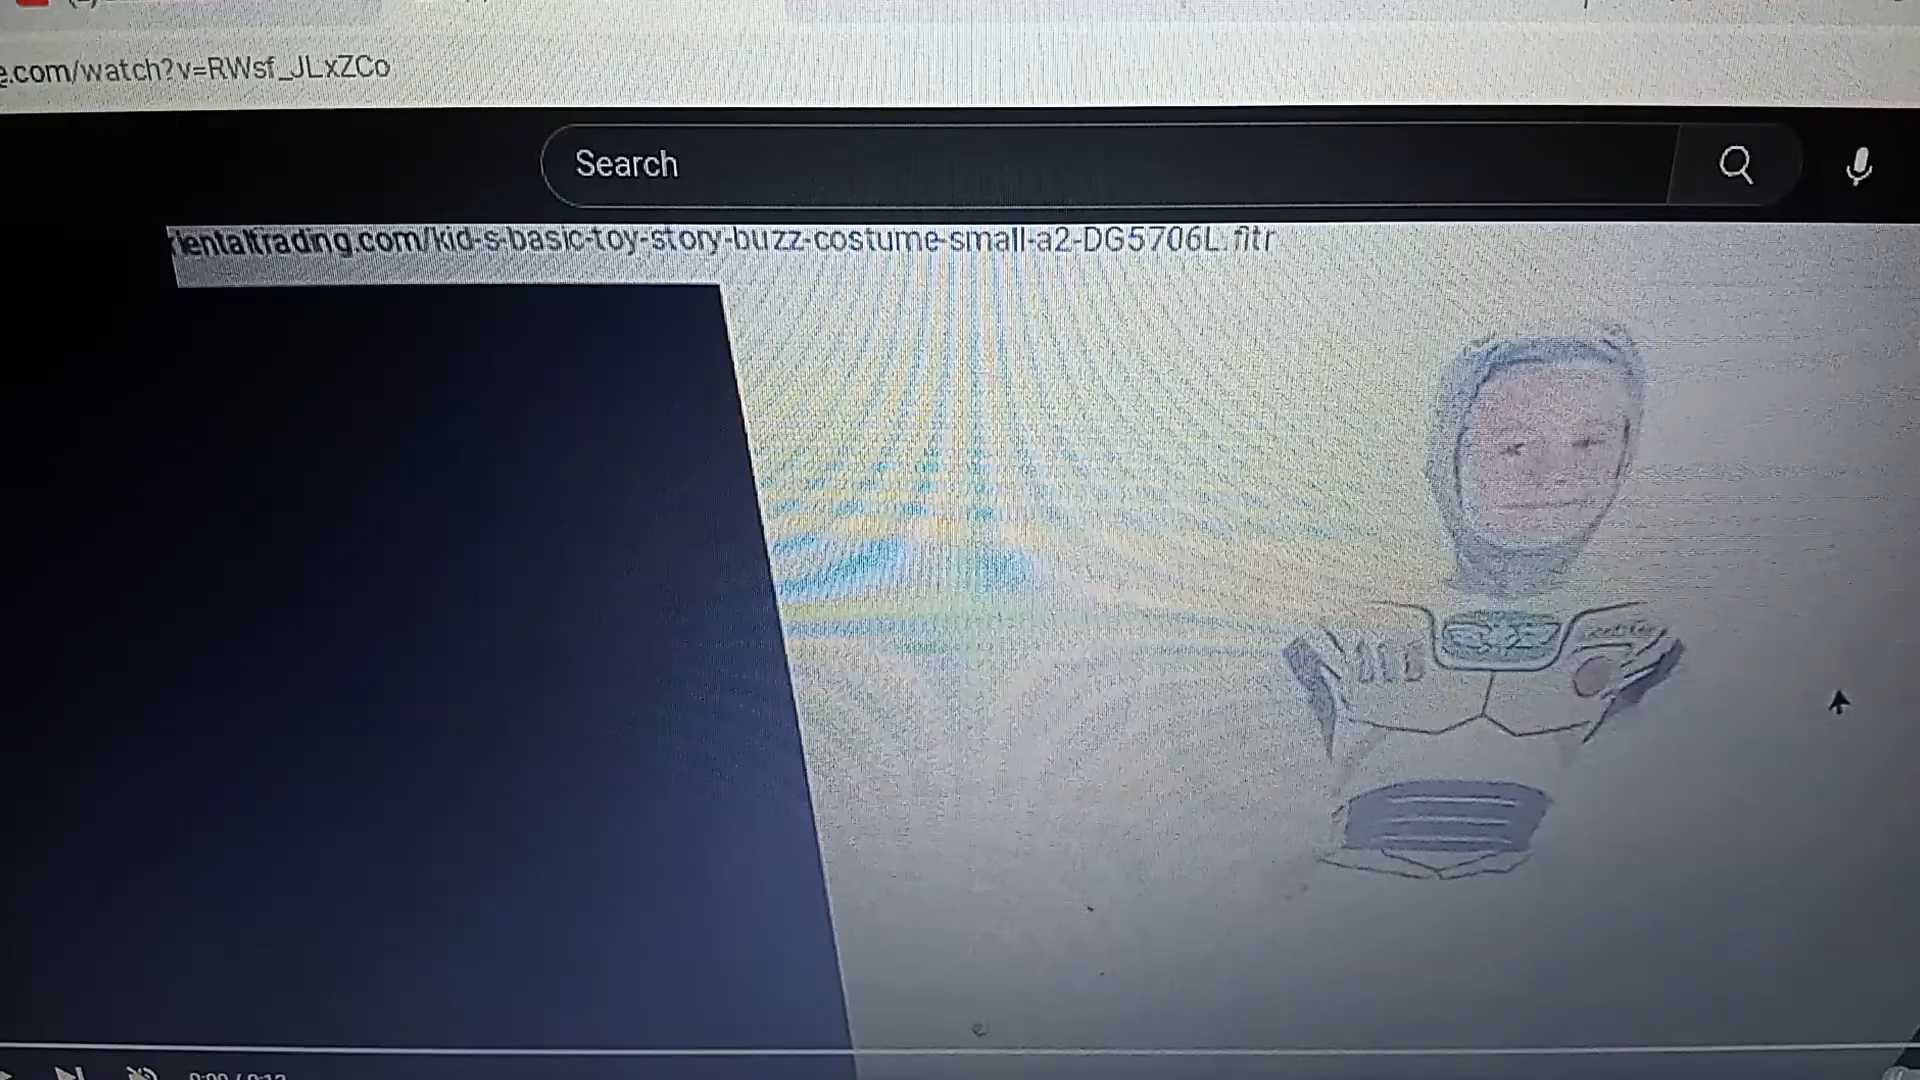 e.com/watch?v=RWsf_JLxZCo
Search
ientaltrading.com/kid-s-basic-toy-story-buzz-costume-small-a2-DG5706L.fltr